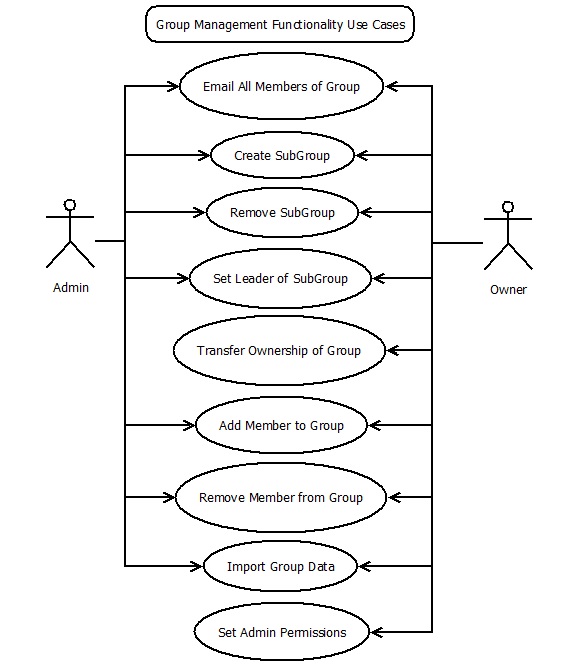 Group Management Functionality Use Cases
Email All Members of Group
Create SubGroup
Remove SubGroup
Set Leader of SubGroup
Admin
Owner
Transfer Ownership of Group
Add Member to Group
Remove Member from Group
Import Group Data
Set Admin Permissions